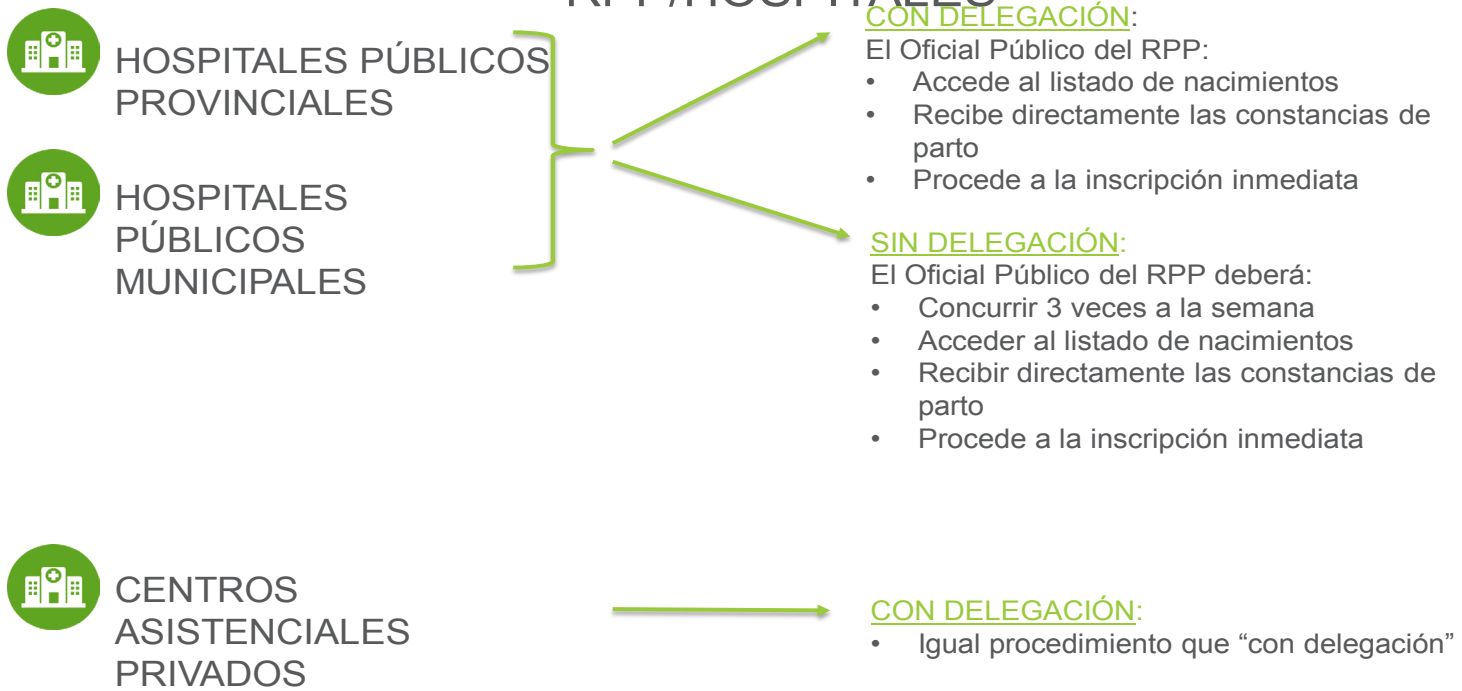 RPP/HOSPITALES
HOSPITALES PÚBLICOS
PROVINCIALES
HOSPITALES
PÚBLICOS
MUNICIPALES
CON DELEGACIÓN:
El Oficial Público del RPP:
• Accede al listado de nacimientos
• Recibe directamente las constancias de
parto
• Procede a la inscripción inmediata
SIN DELEGACIÓN:
El Oficial Público del RPP deberá:
• Concurrir 3 veces a la semana
• Acceder al listado de nacimientos
• Recibir directamente las constancias de
parto
• Procede a la inscripción inmediata
CENTROS
ASISTENCIALES
PRIVADOS
CON DELEGACIÓN:
• Igual procedimiento que “con delegación”